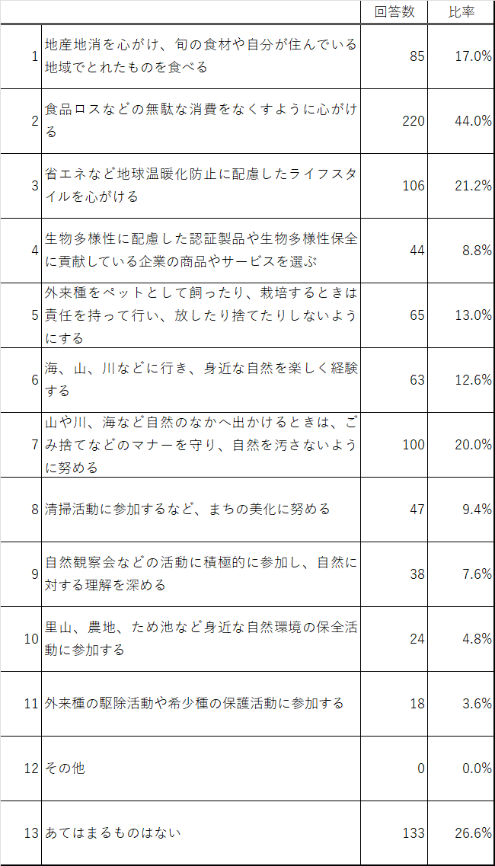 回答数 比率
1 地産地消を心がけ、旬の食材や自分が住んでいる
地域でとれたものを食べる 85 17.0%
2 食品ロスなどの無駄な消費をなくすように心がけ
る 220 44.0%
3 省エネなど地球温暖化防止に配慮したライフスタ
イルを心がける 106 21.2%
4 生物多様性に配慮した認証製品や生物多様性保全
に貢献している企業の商品やサービスを選ぶ 44 8.8%
5 外来種をペットとして飼ったり、栽培するときは
責任を持って行い、放したり捨てたりしないよう
にする 65 13.0%
6 海、山、川などに行き、身近な自然を楽しく経験
する 63 12.6%
7 山や川、海など自然のなかへ出かけるときは、ご
み捨てなどのマナーを守り、自然を汚さないよう
に努める 100 20.0%
8 清掃活動に参加するなど、まちの美化に努める 47 9.4%
9 自然観察会などの活動に積極的に参加し、自然に
対する理解を深める 38 7.6%
10 里山、農地、ため池など身近な自然環境の保全活
動に参加する 24 4.8%
11 外来種の駆除活動や希少種の保護活動に参加する 18 3.6%
12 その他 0 0.0%
13 あてはまるものはない 133 26.6%